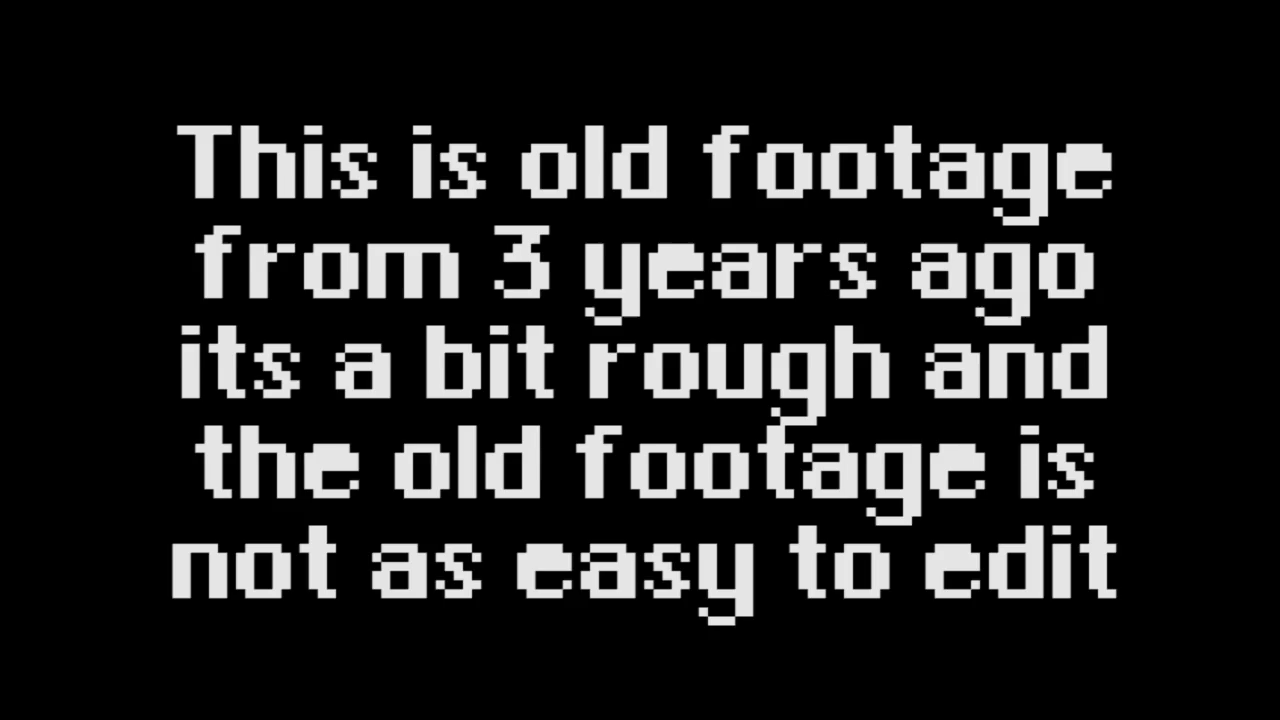 This is old footage
from 3 years ago
its a bit rough and
the old footage is
not as easy to edit